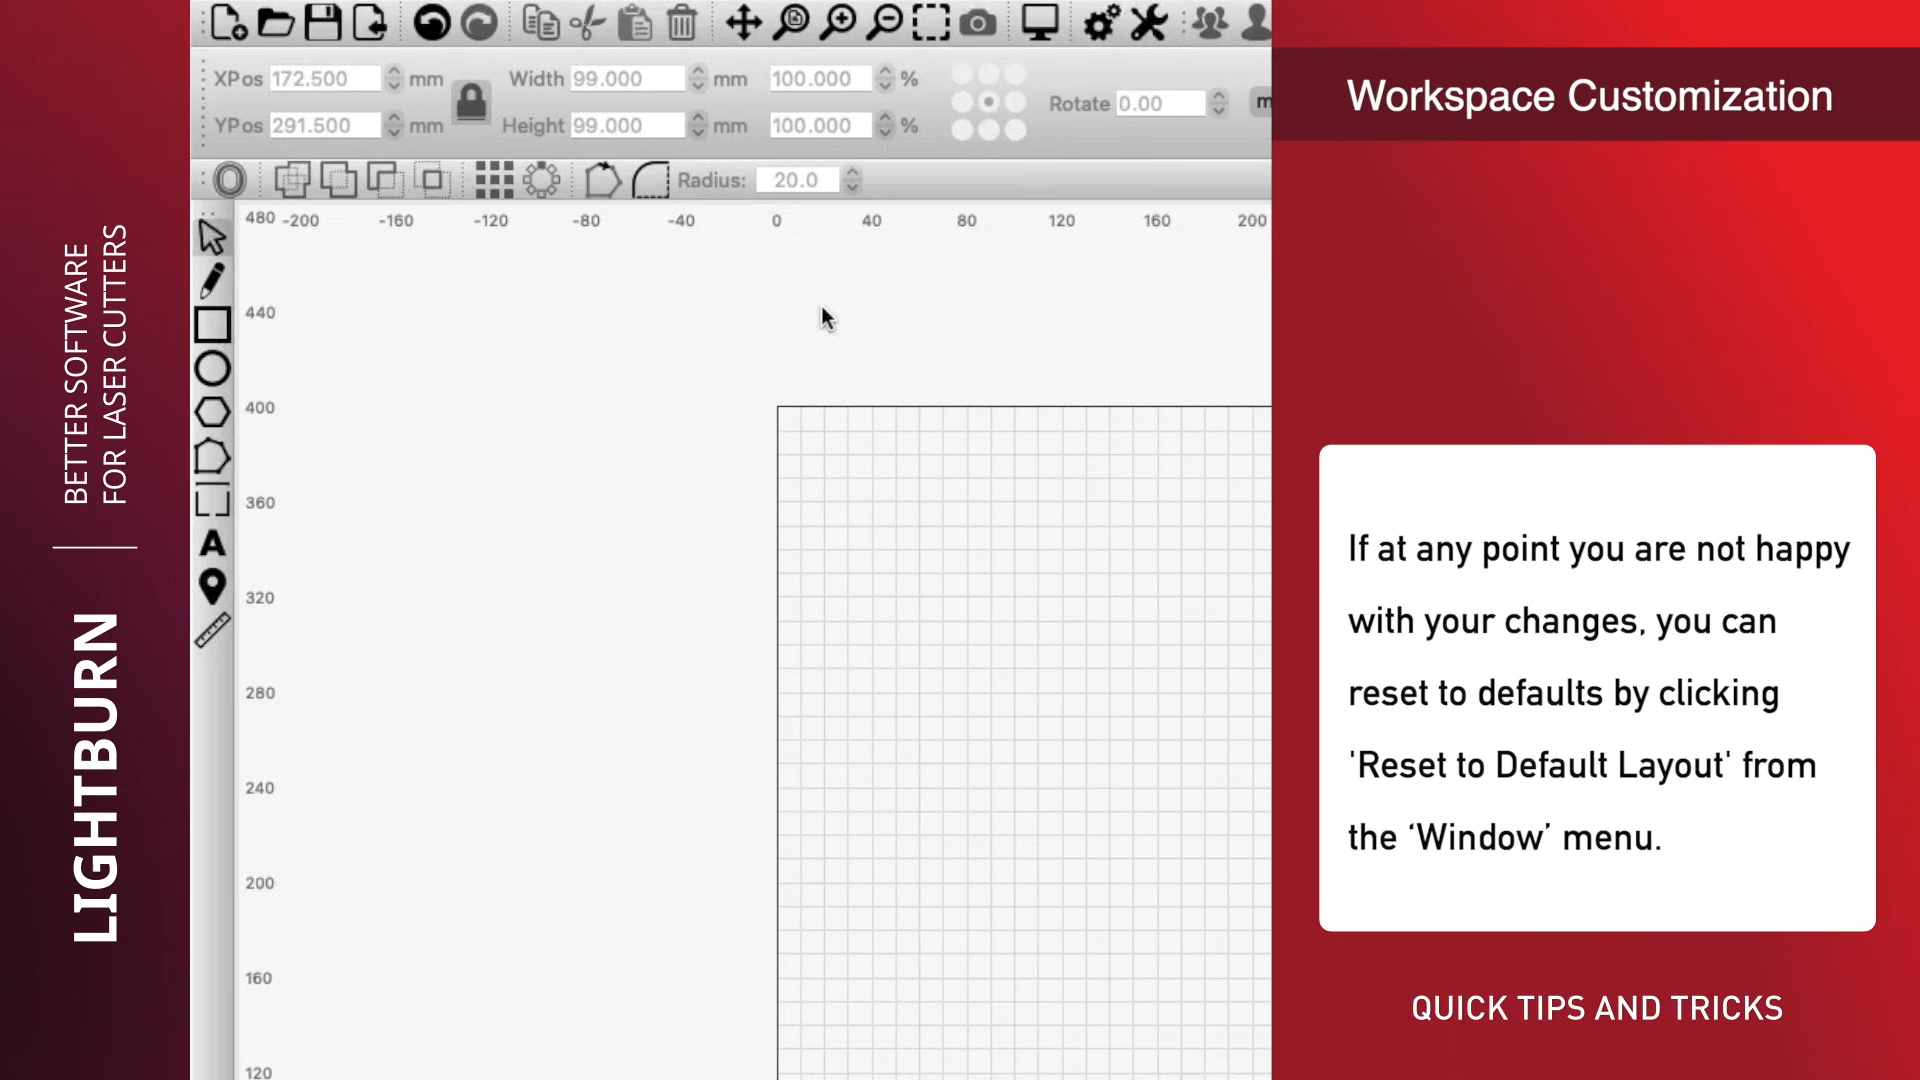 BETTER SOFTWARE
FOR LASER CUTTERS
LIGHTBURN
XPos 172.500 mm Width 99.000 mm 100.000 %
YPos 291.500 mm Height 99.000 mm 100.000 %
Rotate 0.00 m
Radius: 20.0
480 -200 -160 -120 -80 -40 0 40 80 120 160 200
440
400
360
A
320
280
240
200
160
120
Workspace Customization
If at any point you are not happy
with your changes, you can
reset to defaults by clicking
'Reset to Default Layout' from
the ‘Window’ menu.
QUICK TIPS AND TRICKS